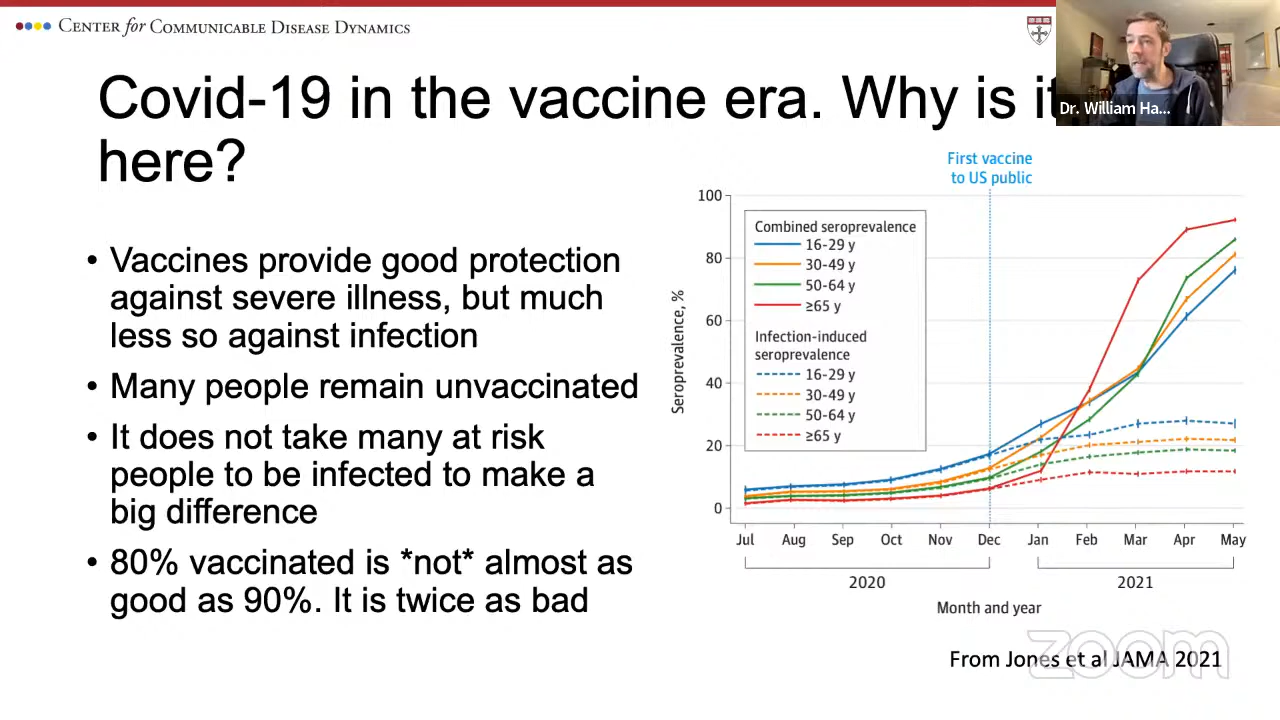 CENTER for COMMUNICABLE DISEASE DYNAMICS
Dr. William Ha...
Covid-19 in the vaccine era. Why is it
here?
• Vaccines provide good protection
against severe illness, but much
less so against infection
• Many people remain unvaccinated
• It does not take many at risk
people to be infected to make a
big difference
• 80% vaccinated is *not* almost as
good as 90%. It is twice as bad
First vaccine
to US public
Seroprevalence, %
100
80
60
40
20
0
Combined seroprevalence
16-29 y
30-49 y
50-64 y
≥65 y
Infection-induced
seroprevalence
16-29 y
30-49 y
50-64 y
≥65 y
Jul Aug Sep Oct Nov Dec Jan Feb Mar Apr May
2020 2021
Month and year
From Jones et al JAMA 2021
zoom